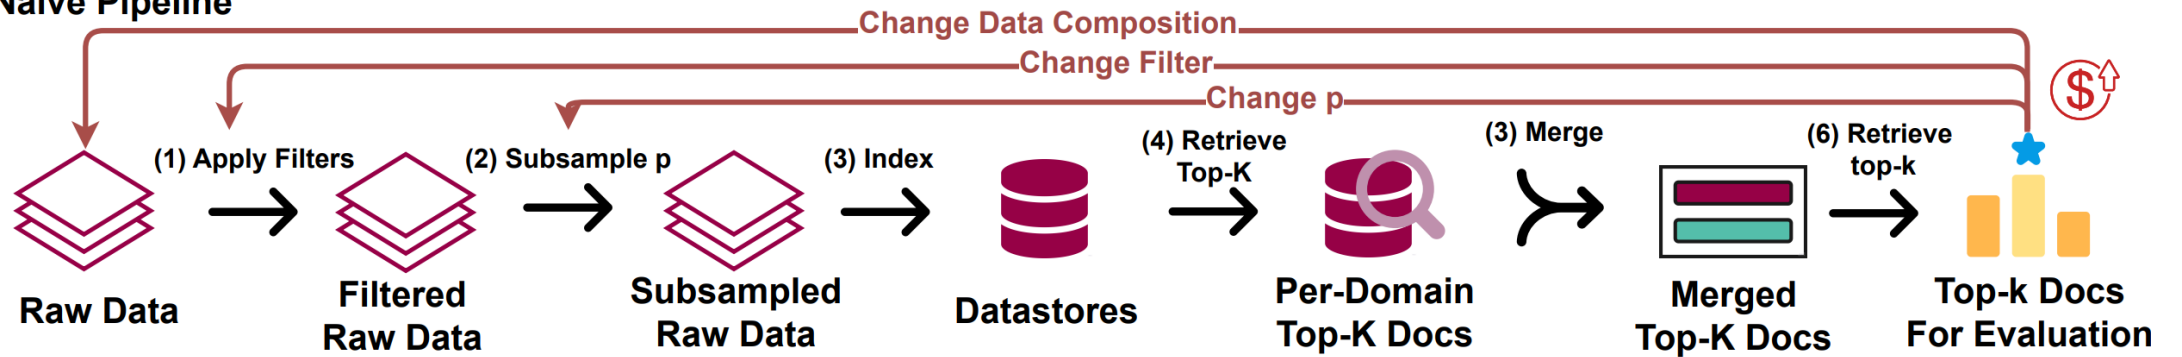 Naive Pipeline
Change Data Composition
Change Filter
Change p
$
(1) Apply Filters
(2) Subsample p
(3) Index
(4) Retrieve
Top-K
(3) Merge
(6) Retrieve
top-k
Raw Data
Filtered
Raw Data
Subsampled
Raw Data
Datastores
Per-Domain
Top-K Docs
Merged
Top-K Docs
Top-k Docs
For Evaluation